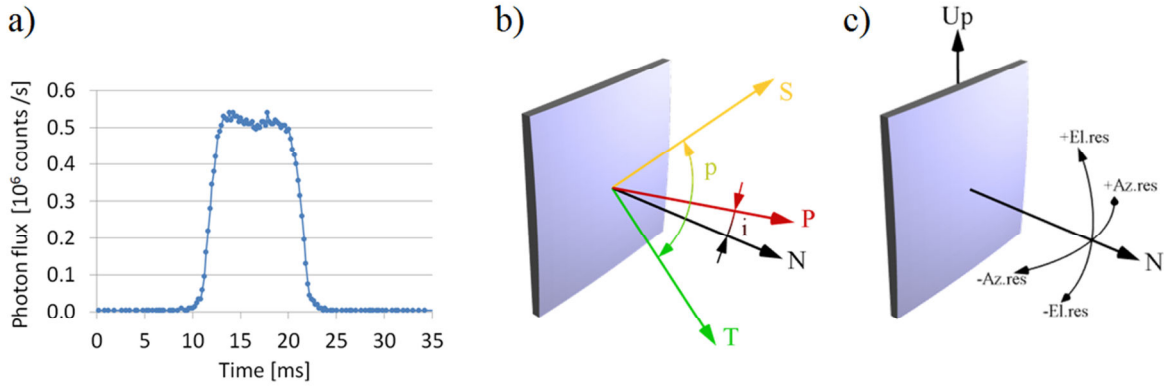 a)
Photon flux [10⁶ counts /s]
0.6
0.5
0.4
0.3
0.2
0.1
0.0
0 5 10 15 20 25 30 35
Time [ms]
b)
S
p
P
i
N
T
c)
Up
+El.res
+Az.res
N
-Az.res
-El.res